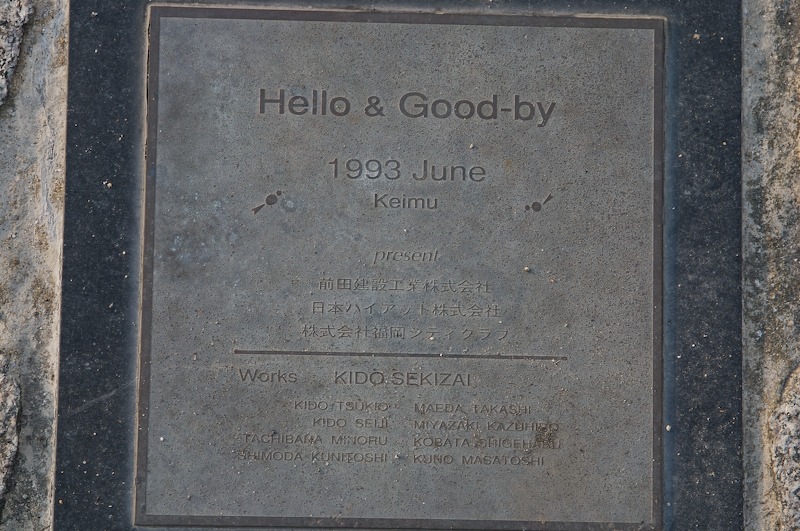 Hello & Good-by
1993 June
Keimu
present
前田建設工業株式会社
日本ハイアット株式会社
株式会社福岡シティクラブ
Works KIDO SEKIZAI
KIDO TSUKIO MAEDA TAKASHI
KIDO SEIJI MIYAZAKI KAZUHIRO
TACHIBANA MINORU KOBATA SHIGEHARU
SHIMODA KUNITOSHI KUNO MASATOSHI